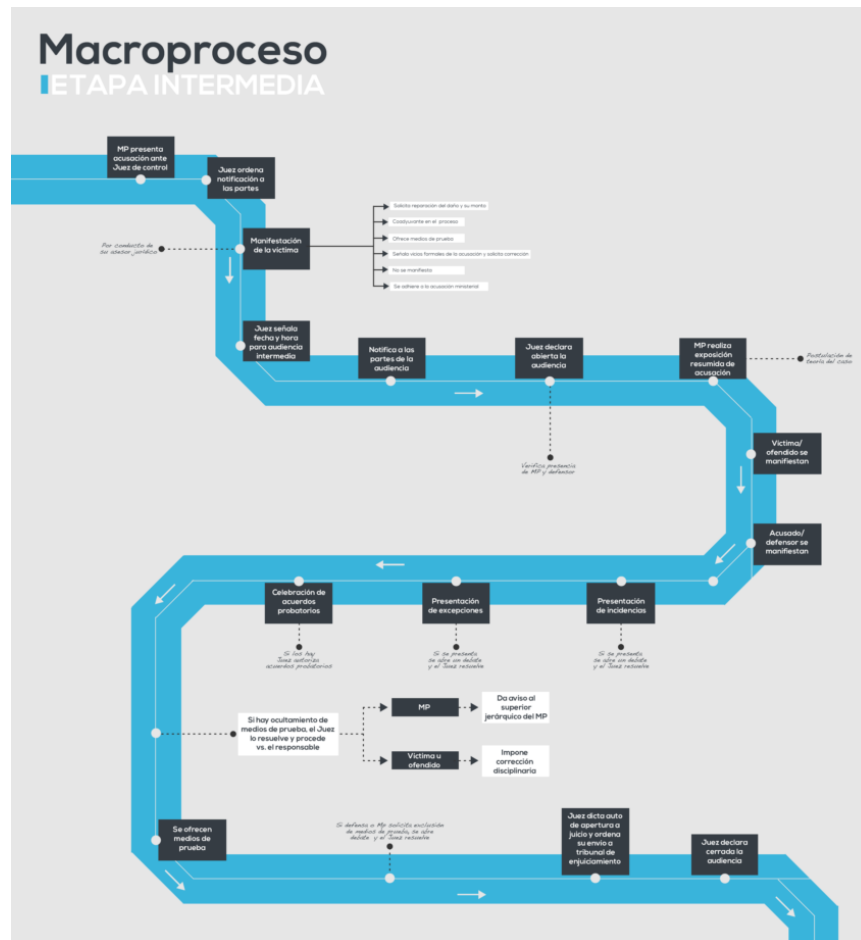 Macroproceso
ETAPA INTERMEDIA
MP presenta
acusación ante
Juez de control
Juez ordena
notificación a
las partes
Por conducto de
ser asesor jurídico
Manifestación
de la víctima
Solicita reparación del daño y su monto
Coadyuvante en el proceso
Ofrece medios de prueba
Señala vicios formales de la acusación y solicita corrección
No se manifiesta
Se adhiere a la acusación ministerial
Juez señala
fecha y hora
para audiencia
intermedia
Notifica a las
partes de la
audiencia
Juez declara
abierta la
audiencia
MP realiza
exposición
resumida de
acusación
Postulación de
teoría del caso
Verifica presencia
de MP y defensor
Víctima/
ofendido se
manifiestan
Acusado/
defensor se
manifiestan
Celebración de
acuerdos
probatorios
Presentación
de excepciones
Presentación
de incidencias
Si los hay
Juez autoriza
acuerdos probatorios
Si se presenta
se abre un debate
y el Juez resuelve
Si se presenta
se abre un debate
y el Juez resuelve
Si hay ocultamiento de
medios de prueba, el Juez
lo resuelve y procede
vs. el responsable
MP
Da aviso al
superior
jerárquico del MP
Víctima u
ofendido
Impone
corrección
disciplinaria
Se ofrecen
medios de
prueba
Si defensa o Mp solicita exclusión
de medios de prueba, se abre
debate y el Juez resuelve
Juez dicta auto
de apertura a
juicio y ordena
su envío a
tribunal de
enjuiciamiento
Juez declara
cerrada la
audiencia